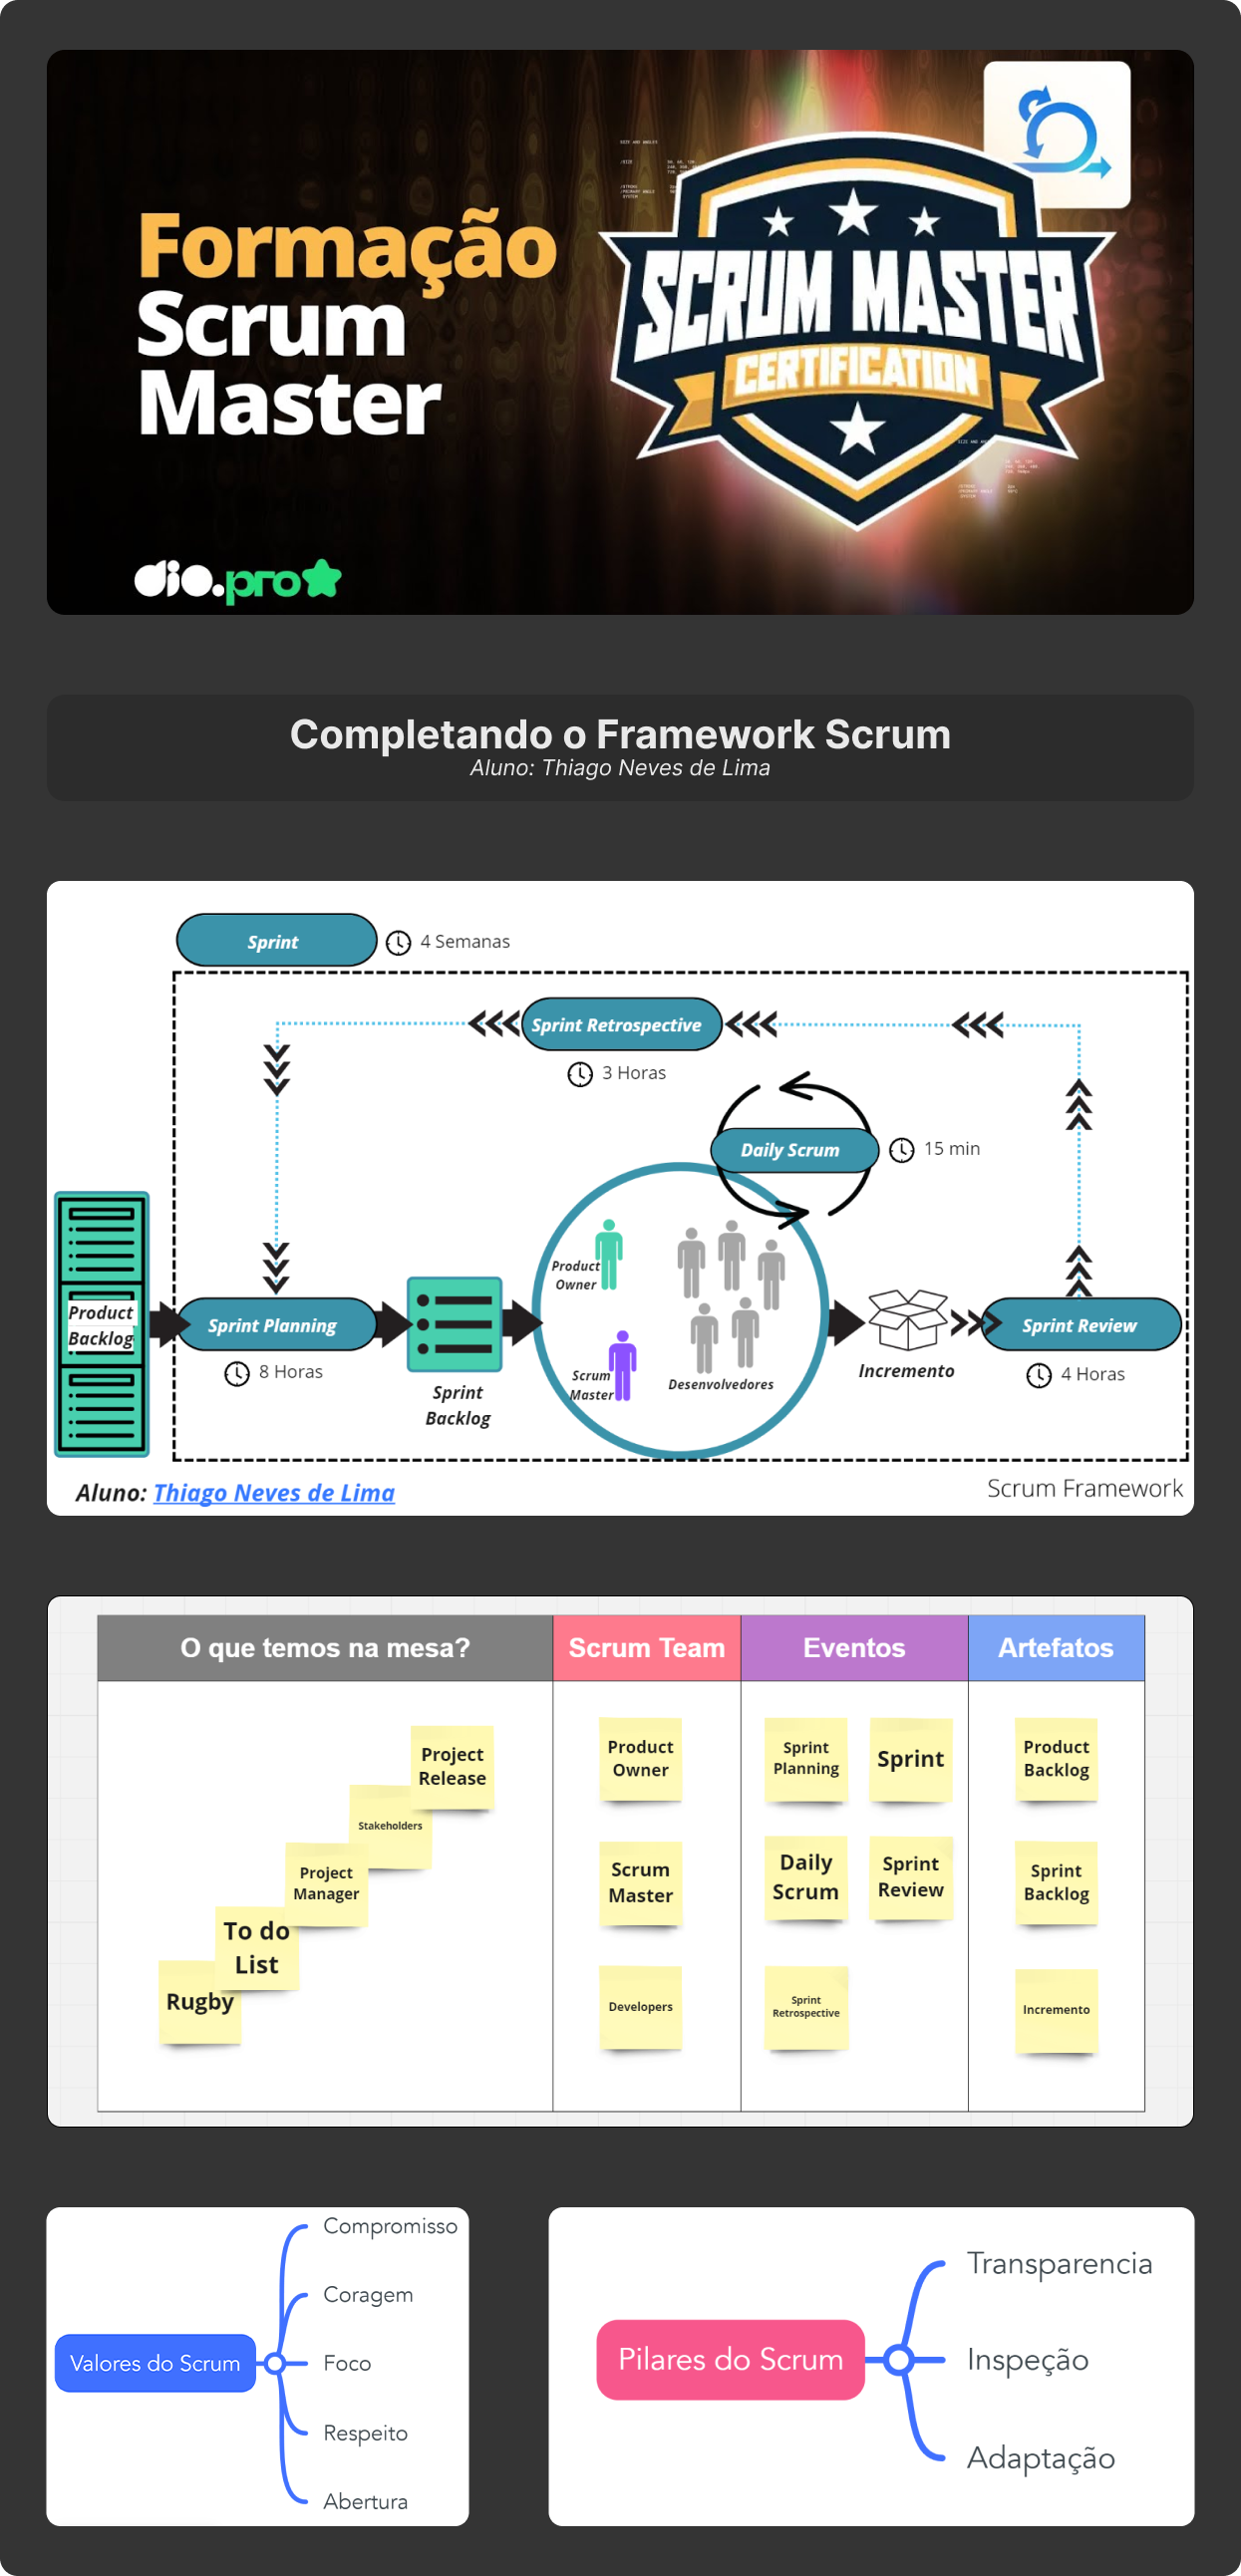 Formação
Scrum
Master
SCRUM MASTER
CERTIFICATION
dio.pro
Completando o Framework Scrum
Aluno: Thiago Neves de Lima
Sprint
4 Semanas
Sprint Retrospective
3 Horas
Daily Scrum
15 min
Product
Owner
Product
Backlog
Sprint Planning
8 Horas
Sprint
Backlog
Scrum
Master
Desenvolvedores
Incremento
Sprint Review
4 Horas
Aluno: Thiago Neves de Lima
Scrum Framework
O que temos na mesa?
Scrum Team
Eventos
Artefatos
Project
Release
Stakeholders
Project
Manager
To do
List
Rugby
Product
Owner
Scrum
Master
Developers
Sprint
Planning
Sprint
Daily
Scrum
Sprint
Review
Sprint
Retrospective
Product
Backlog
Sprint
Backlog
Incremento
Valores do Scrum
Compromisso
Coragem
Foco
Respeito
Abertura
Pilares do Scrum
Transparencia
Inspeção
Adaptação